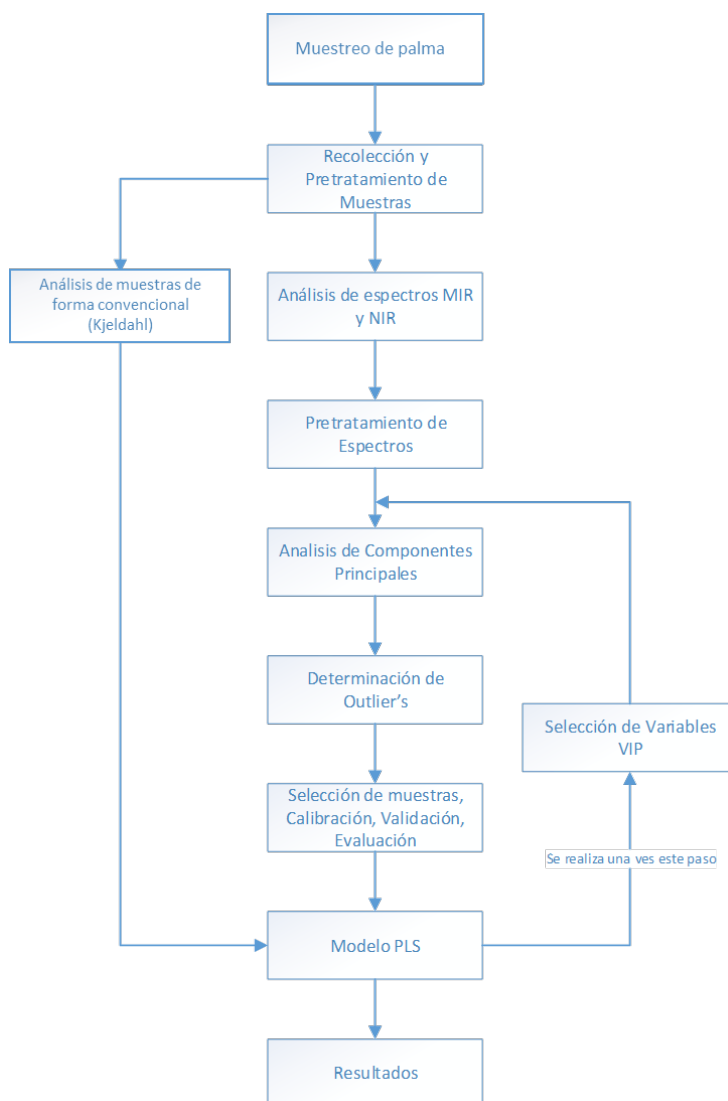 Muestreo de palma
Recolección y
Pretratamiento de
Muestras
Análisis de muestras de
forma convencional
(Kjeldahl)
Análisis de espectros MIR
y NIR
Pretratamiento de
Espectros
Analisis de Componentes
Principales
Determinación de
Outlier's
Selección de Variables
VIP
Selección de muestras,
Calibración, Validación,
Evaluación
Se realiza una ves este paso
Modelo PLS
Resultados